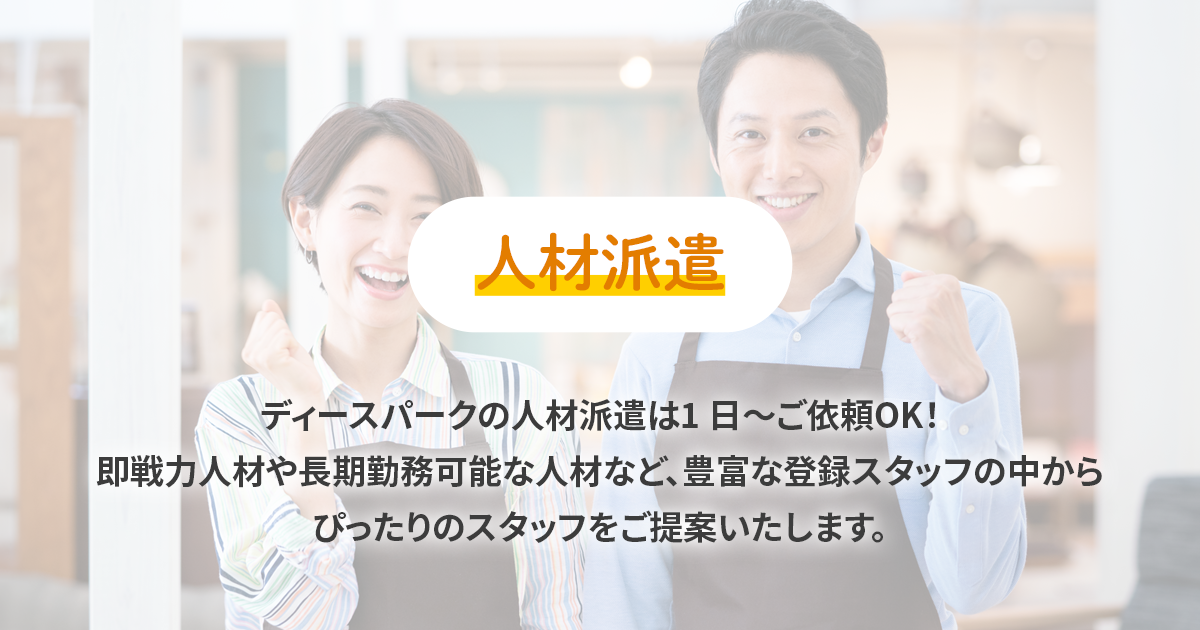 人材派遣
ディースパークの人材派遣は1日〜ご依頼OK!
即戦力人材や長期勤務可能な人材など、豊富な登録スタッフの中から
ぴったりのスタッフをご提案いたします。